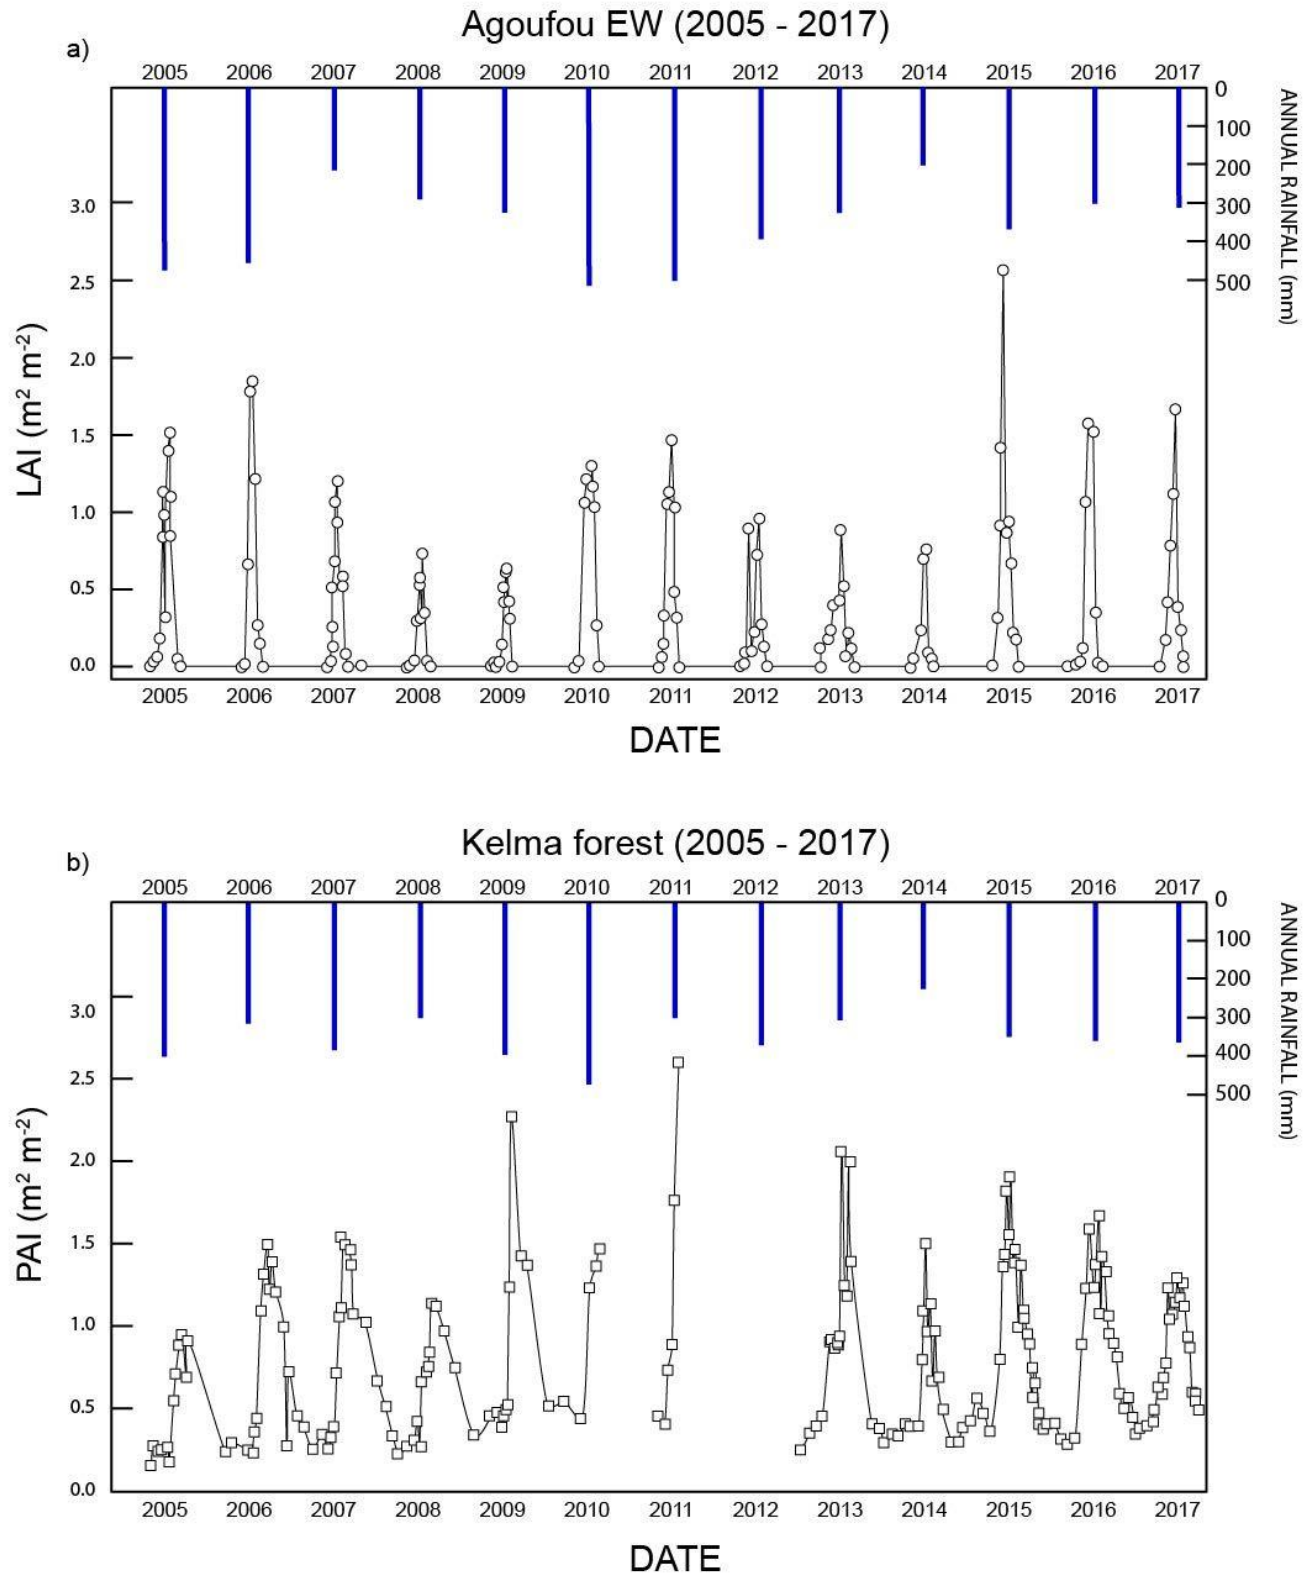 Agoufou EW (2005 - 2017)
a)
2005 2006 2007 2008 2009 2010 2011 2012 2013 2014 2015 2016 2017
0
100
200
300
400
500
ANNUAL RAINFALL (mm)
3.0
2.5
2.0
1.5
1.0
0.5
0.0
LAI (m² m⁻²)
2005 2006 2007 2008 2009 2010 2011 2012 2013 2014 2015 2016 2017
DATE
Kelma forest (2005 - 2017)
b)
2005 2006 2007 2008 2009 2010 2011 2012 2013 2014 2015 2016 2017
0
100
200
300
400
500
ANNUAL RAINFALL (mm)
3.0
2.5
2.0
1.5
1.0
0.5
0.0
PAI (m² m⁻²)
2005 2006 2007 2008 2009 2010 2011 2012 2013 2014 2015 2016 2017
DATE